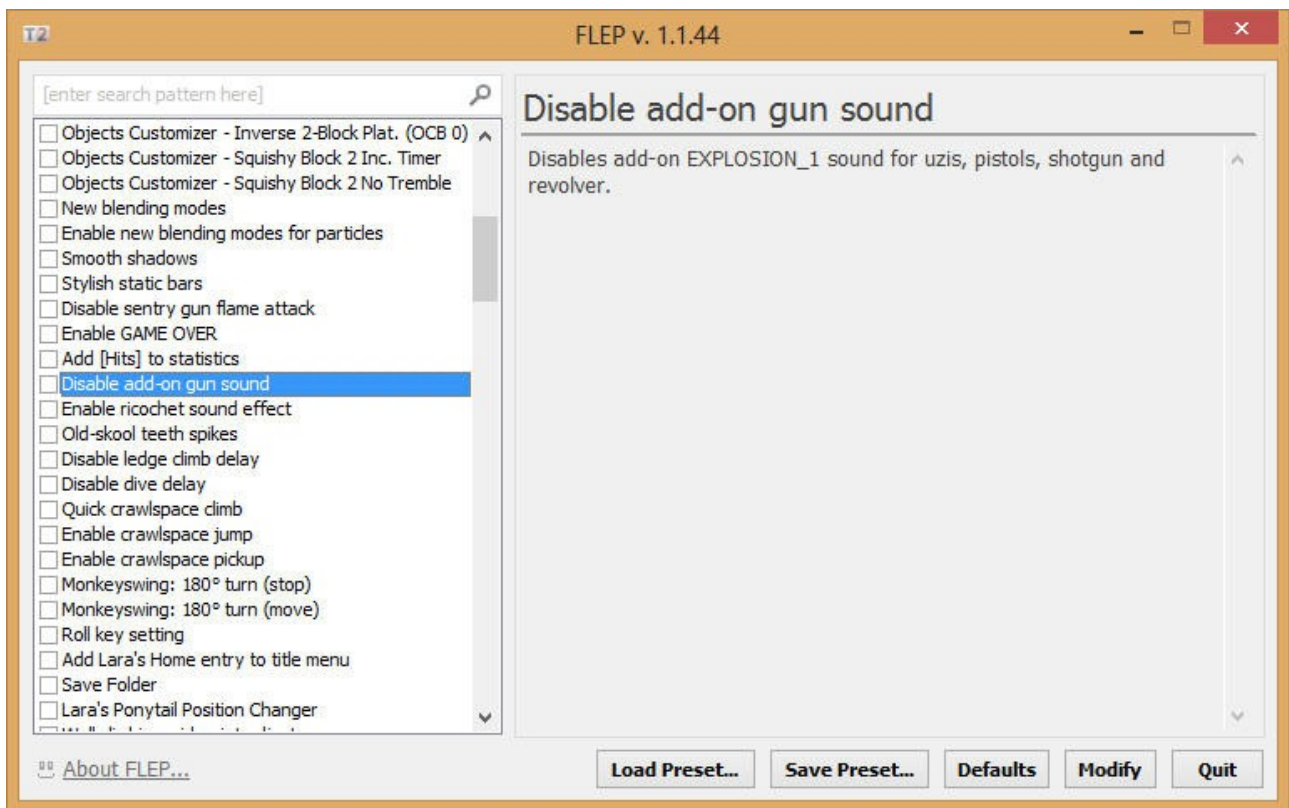 T2
FLEP v. 1.1.44
[enter search pattern here]
Objects Customizer - Inverse 2-Block Plat. (OCB 0)
Objects Customizer - Squishy Block 2 Inc. Timer
Objects Customizer - Squishy Block 2 No Tremble
New blending modes
Enable new blending modes for particles
Smooth shadows
Stylish static bars
Disable sentry gun flame attack
Enable GAME OVER
Add [Hits] to statistics
Disable add-on gun sound
Enable ricochet sound effect
Old-skool teeth spikes
Disable ledge climb delay
Disable dive delay
Quick crawlspace climb
Enable crawlspace jump
Enable crawlspace pickup
Monkeyswing: 180° turn (stop)
Monkeyswing: 180° turn (move)
Roll key setting
Add Lara's Home entry to title menu
Save Folder
Lara's Ponytail Position Changer
Disable add-on gun sound
Disables add-on EXPLOSION_1 sound for uzis, pistols, shotgun and
revolver.
About FLEP...
Load Preset...
Save Preset...
Defaults
Modify
Quit